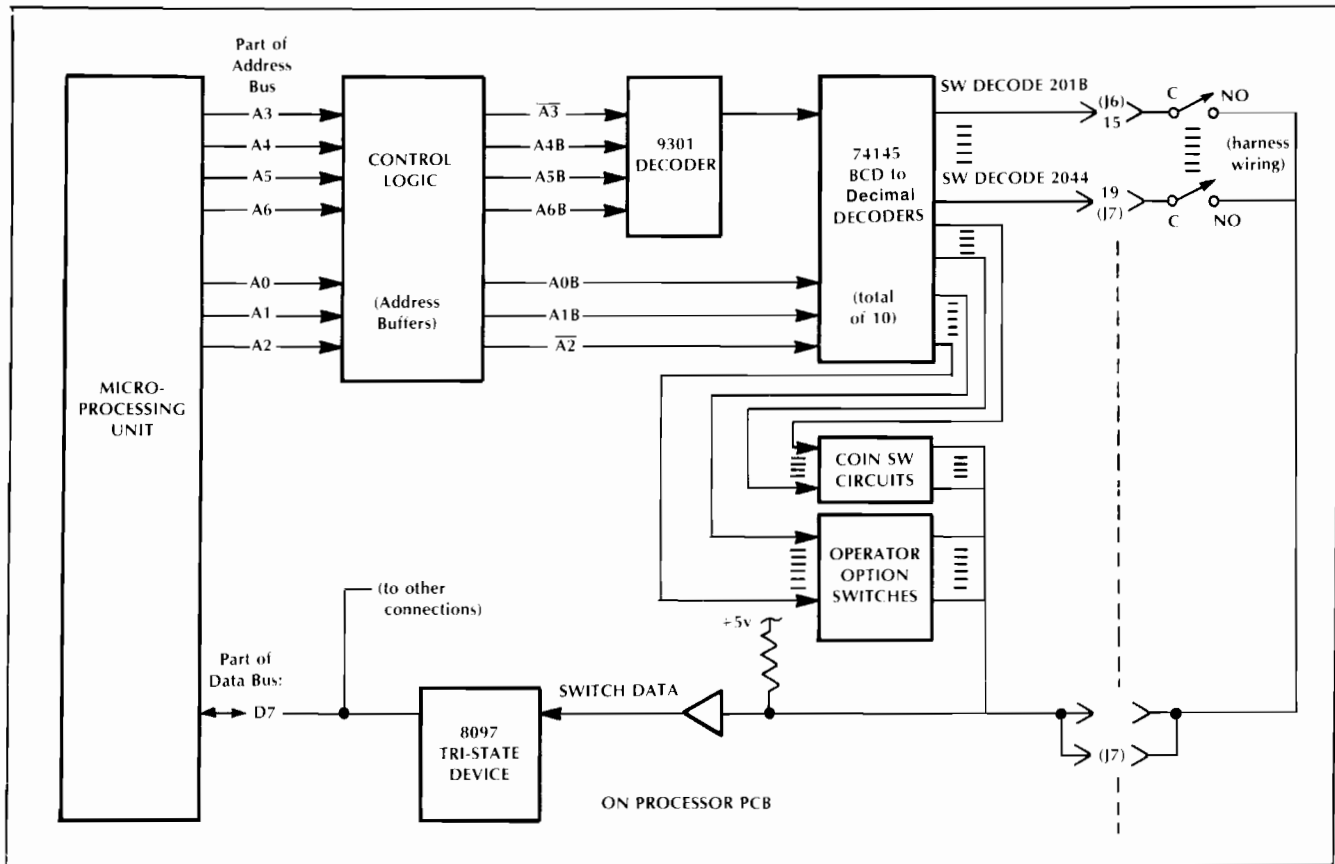 Part of
Address
Bus
A3
A4
A5
A6
A0
A1
A2
MICRO-
PROCESSING
UNIT
CONTROL
LOGIC
(Address
Buffers)
A̅3̅
A4B
A5B
A6B
A0B
A1B
A̅2̅
9301
DECODER
74145
BCD to
Decimal
DECODERS
(total
of 10)
SW DECODE 201B
(J6)
15
C
NO
(harness
wiring)
SW DECODE 2044
19
(J7)
C
NO
COIN SW
CIRCUITS
OPERATOR
OPTION
SWITCHES
(to other
connections)
+5v
Part of
Data Bus:
D7
8097
TRI-STATE
DEVICE
SWITCH DATA
(J7)
ON PROCESSOR PCB